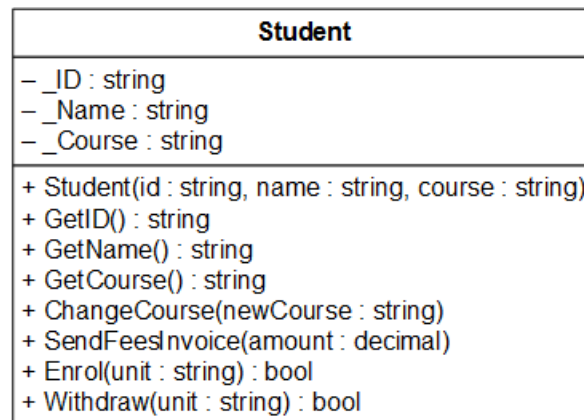 Student
– _ID : string
– _Name : string
– _Course : string
+ Student(id : string, name : string, course : string)
+ GetID() : string
+ GetName() : string
+ GetCourse() : string
+ ChangeCourse(newCourse : string)
+ SendFeesInvoice(amount : decimal)
+ Enrol(unit : string) : bool
+ Withdraw(unit : string) : bool